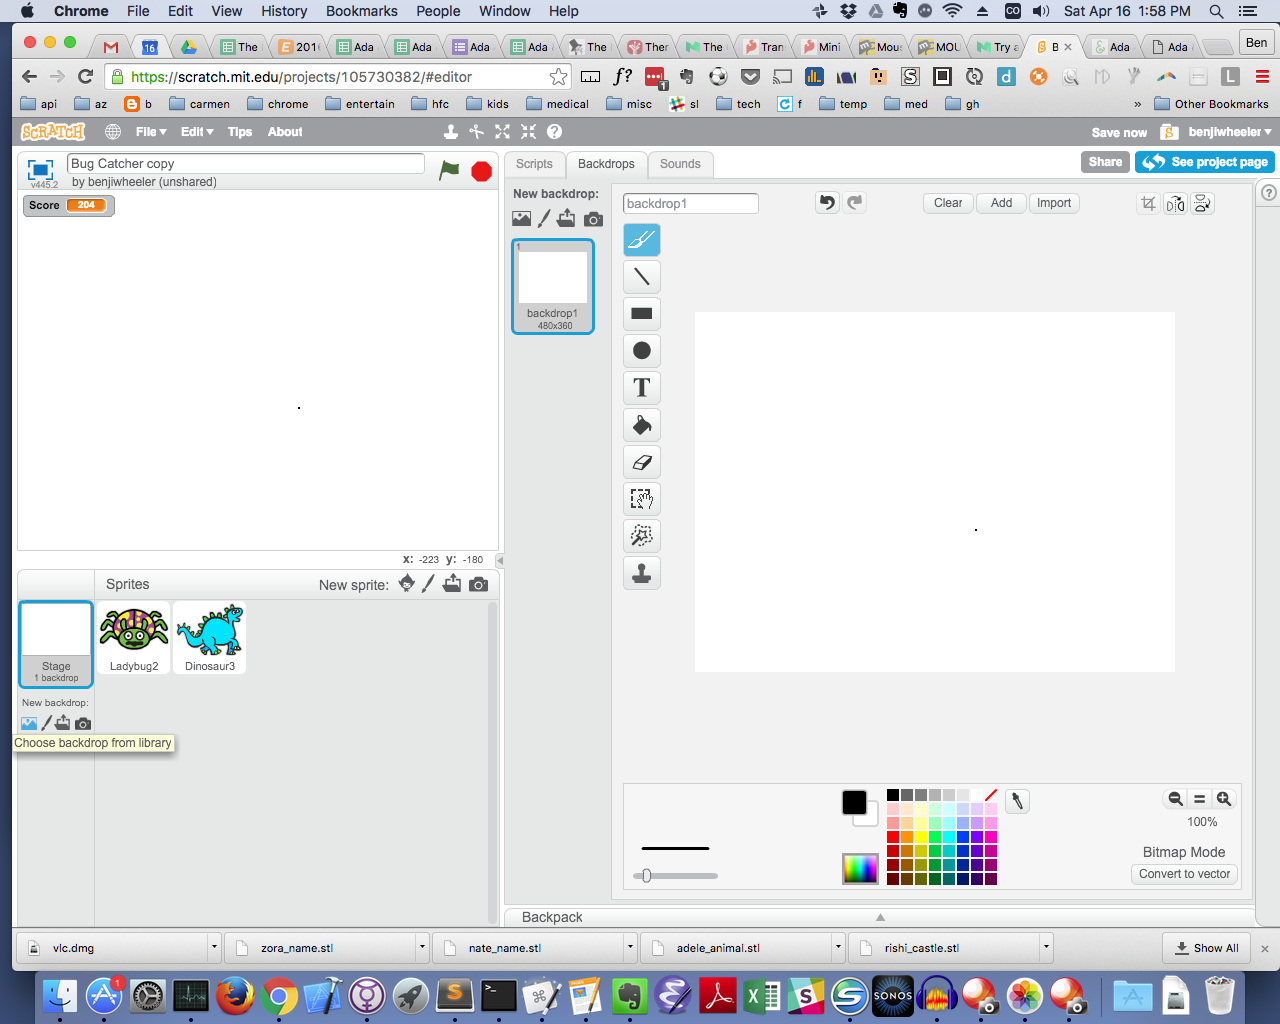 Chrome File Edit View History Bookmarks People Window Help Sat Apr 16 1:58 PM
16 The 201 Ada Ada Ada Ada The Ther The Tran Mini Mous MOU Try a B Ada Ada Ben
https://scratch.mit.edu/projects/105730382/#editor
api az b carmen chrome entertain hfc kids medical misc sl tech f temp med gh » Other Bookmarks
SCRATCH File Edit Tips About Save now benjiwheeler
Bug Catcher copy
v445.2 by benjiwheeler (unshared)
Scripts Backdrops Sounds Share See project page
Score 204
New backdrop:
backdrop1 Clear Add Import
1
backdrop1
480x360
T
x: -223 y: -180
Sprites New sprite:
Stage
1 backdrop
Ladybug2 Dinosaur3
New backdrop:
Choose backdrop from library
100%
Bitmap Mode
Convert to vector
Backpack
vlc.dmg zora_name.stl nate_name.stl adele_animal.stl rishi_castle.stl Show All
1 SONOS